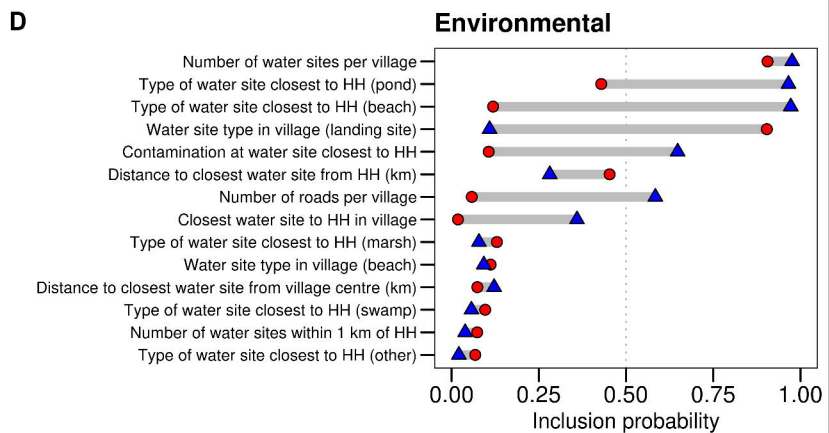 D
Environmental
Number of water sites per village
Type of water site closest to HH (pond)
Type of water site closest to HH (beach)
Water site type in village (landing site)
Contamination at water site closest to HH
Distance to closest water site from HH (km)
Number of roads per village
Closest water site to HH in village
Type of water site closest to HH (marsh)
Water site type in village (beach)
Distance to closest water site from village centre (km)
Type of water site closest to HH (swamp)
Number of water sites within 1 km of HH
Type of water site closest to HH (other)
0.00 0.25 0.50 0.75 1.00
Inclusion probability